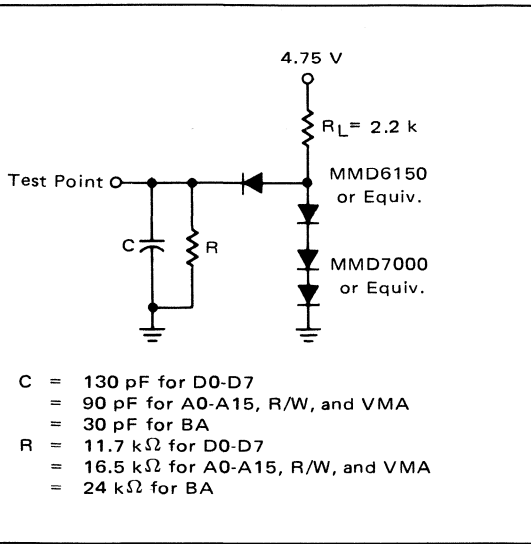 4.75 V
RL= 2.2 k
Test Point
MMD6150
or Equiv.
C
R
MMD7000
or Equiv.
C = 130 pF for D0-D7
= 90 pF for A0-A15, R/W, and VMA
= 30 pF for BA
R = 11.7 kΩ for D0-D7
= 16.5 kΩ for A0-A15, R/W, and VMA
= 24 kΩ for BA